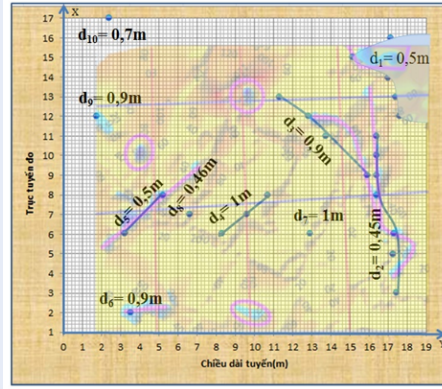 X
17
d₁₀= 0,7m
16
d₁= 0,5m
15
14
d₉= 0,9m
13
12
d₃= 0,9m
11
10
9
d₅= 0,5m
d₈= 0,46m
d₄= 1m
8
d₇= 1m
7
d₂= 0,45m
6
5
4
3
d₆= 0,9m
2
1
Trục tuyến đo
0 1 2 3 4 5 6 7 8 9 10 11 12 13 14 15 16 17 18 19
Chiều dài tuyến(m)